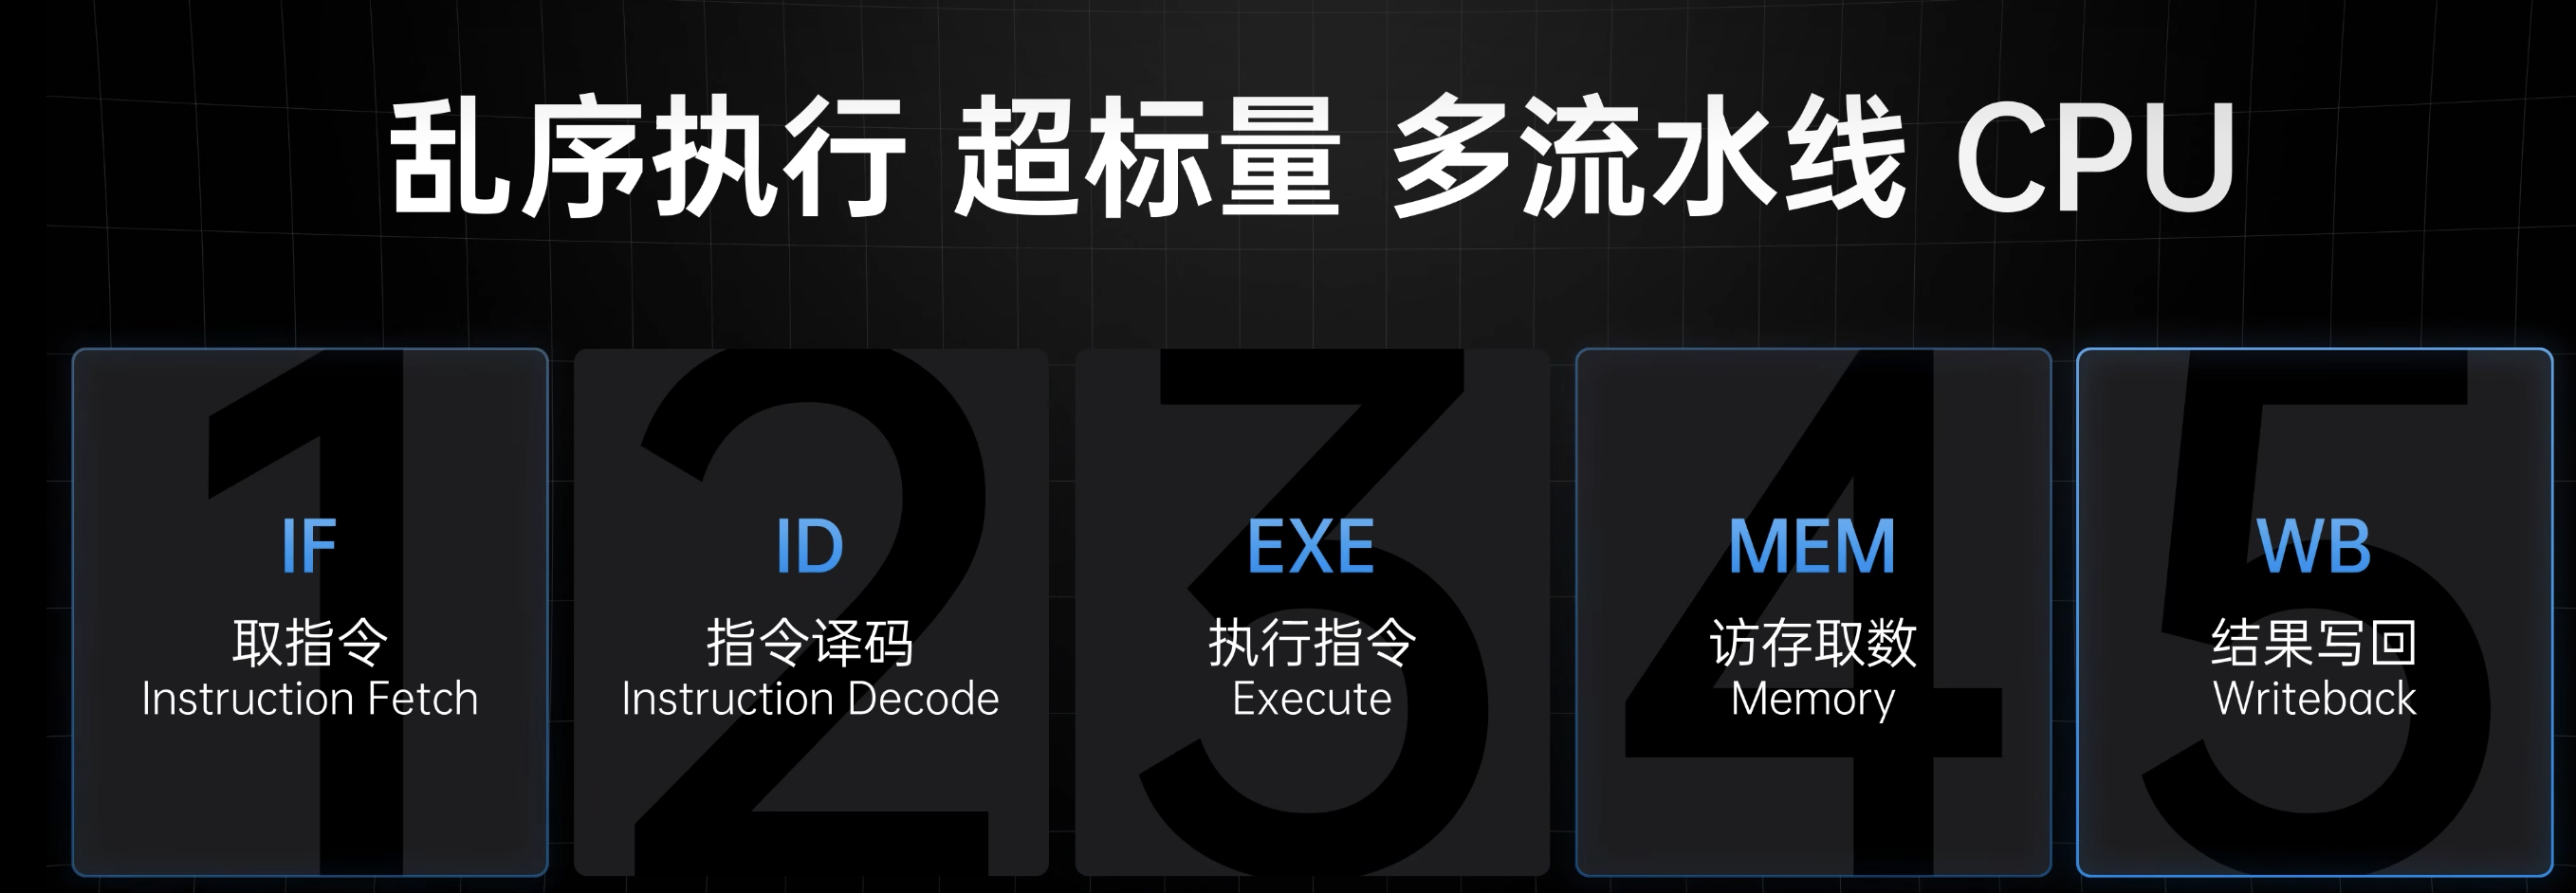 乱序执行 超标量 多流水线 CPU
1
IF
取指令
Instruction Fetch
2
ID
指令译码
Instruction Decode
3
EXE
执行指令
Execute
4
MEM
访存取数
Memory
5
WB
结果写回
Writeback